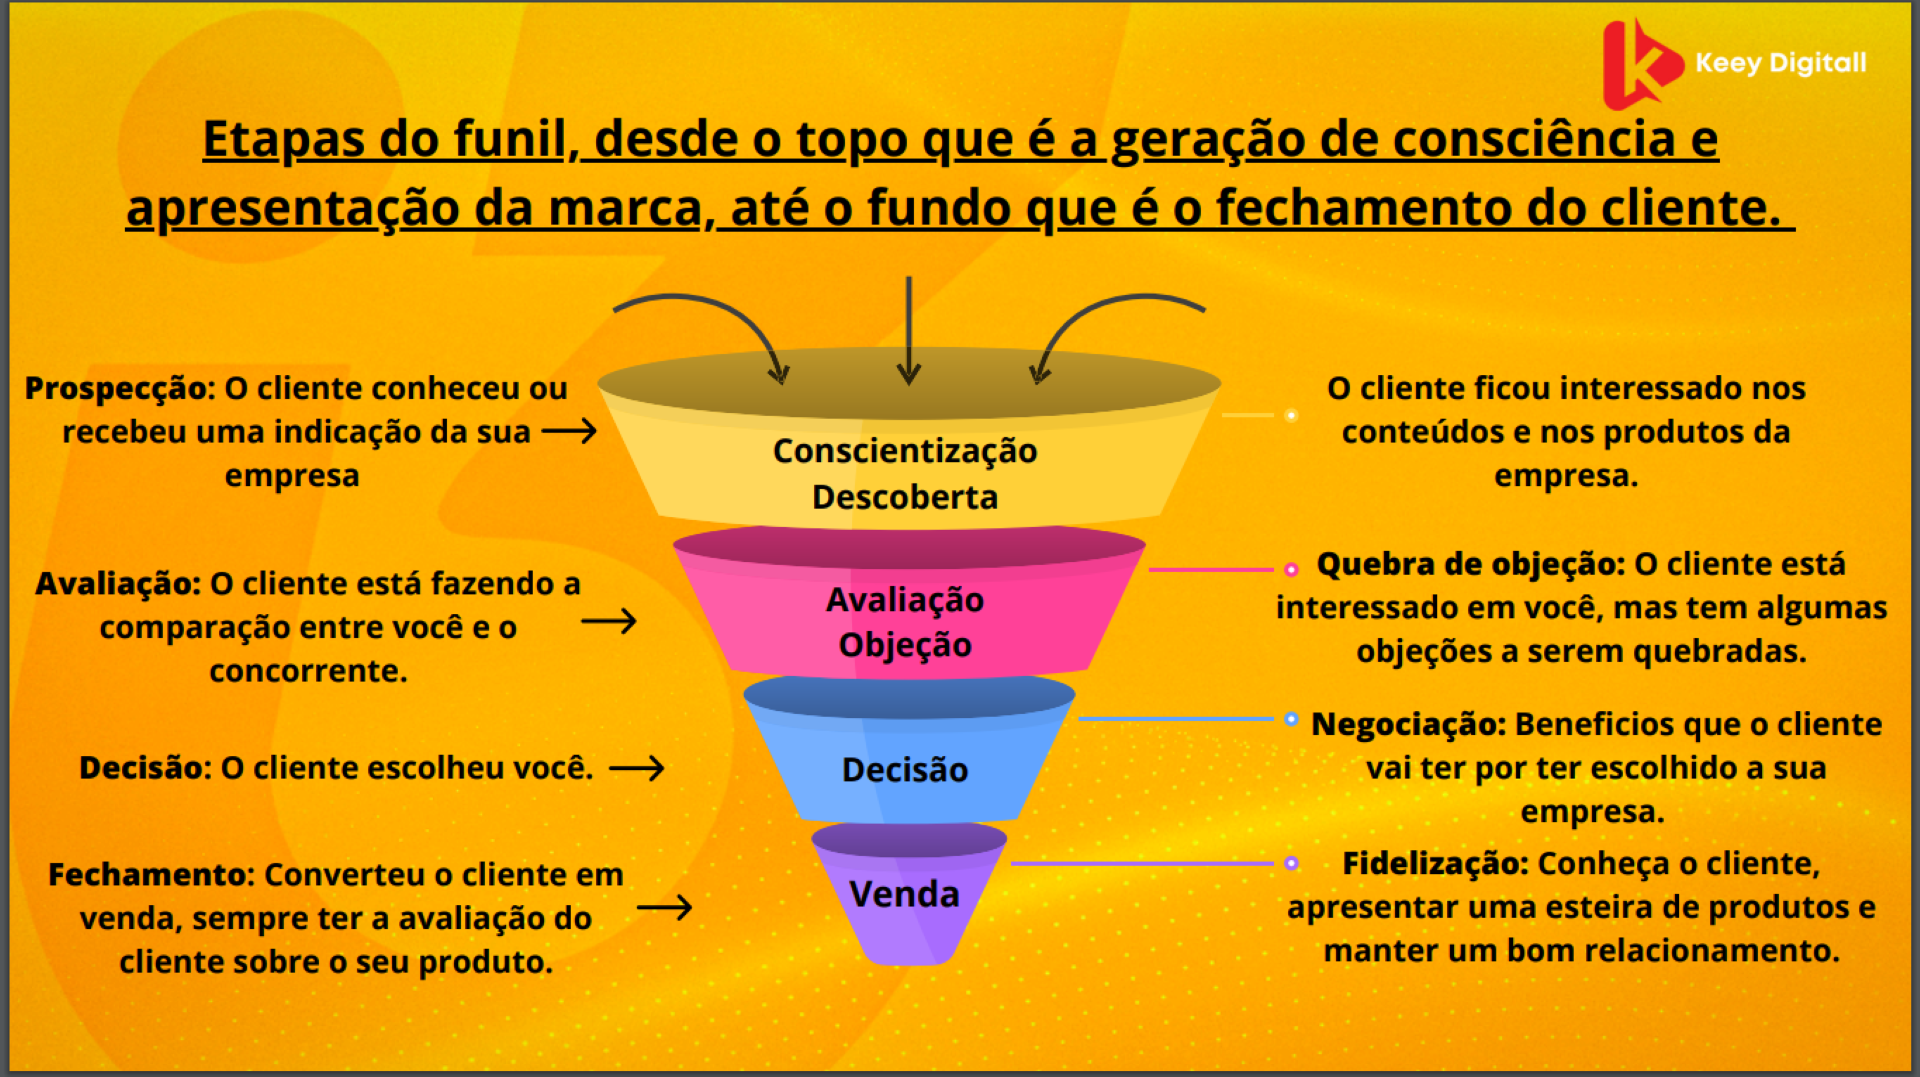 Keey Digitall
Etapas do funil, desde o topo que é a geração de consciência e
apresentação da marca, até o fundo que é o fechamento do cliente.
Prospecção: O cliente conheceu ou
recebeu uma indicação da sua
empresa
Conscientização
Descoberta
O cliente ficou interessado nos
conteúdos e nos produtos da
empresa.
Avaliação: O cliente está fazendo a
comparação entre você e o
concorrente.
Avaliação
Objeção
Quebra de objeção: O cliente está
interessado em você, mas tem algumas
objeções a serem quebradas.
Decisão: O cliente escolheu você.
Decisão
Negociação: Beneficios que o cliente
vai ter por ter escolhido a sua
empresa.
Fechamento: Converteu o cliente em
venda, sempre ter a avaliação do
cliente sobre o seu produto.
Venda
Fidelização: Conheça o cliente,
apresentar uma esteira de produtos e
manter um bom relacionamento.